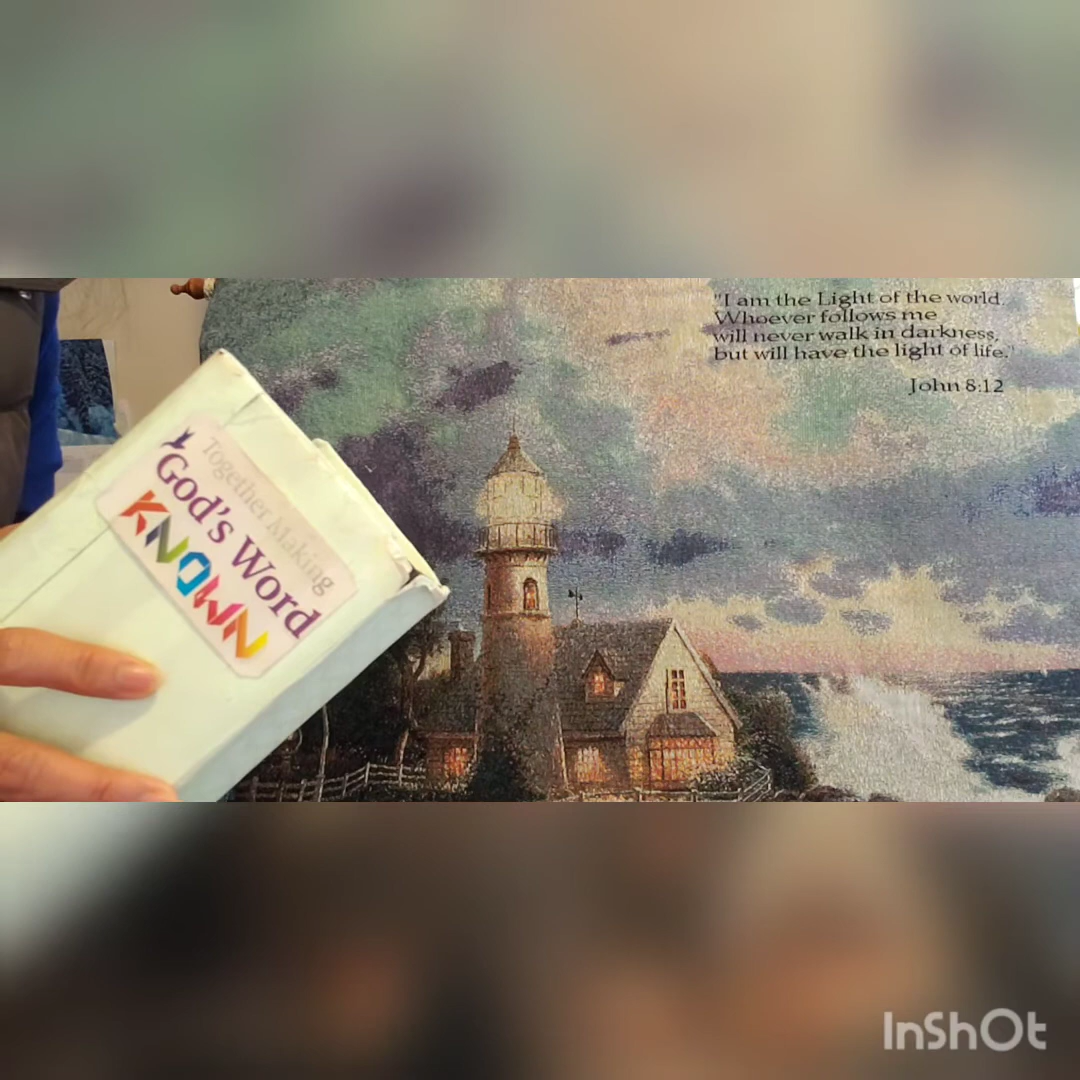 "I am the Light of the world,
Whoever follows me
will never walk in darkness,
but will have the light of life."
John 8:12
Together Making
God's Word
KNOWN
InShOt